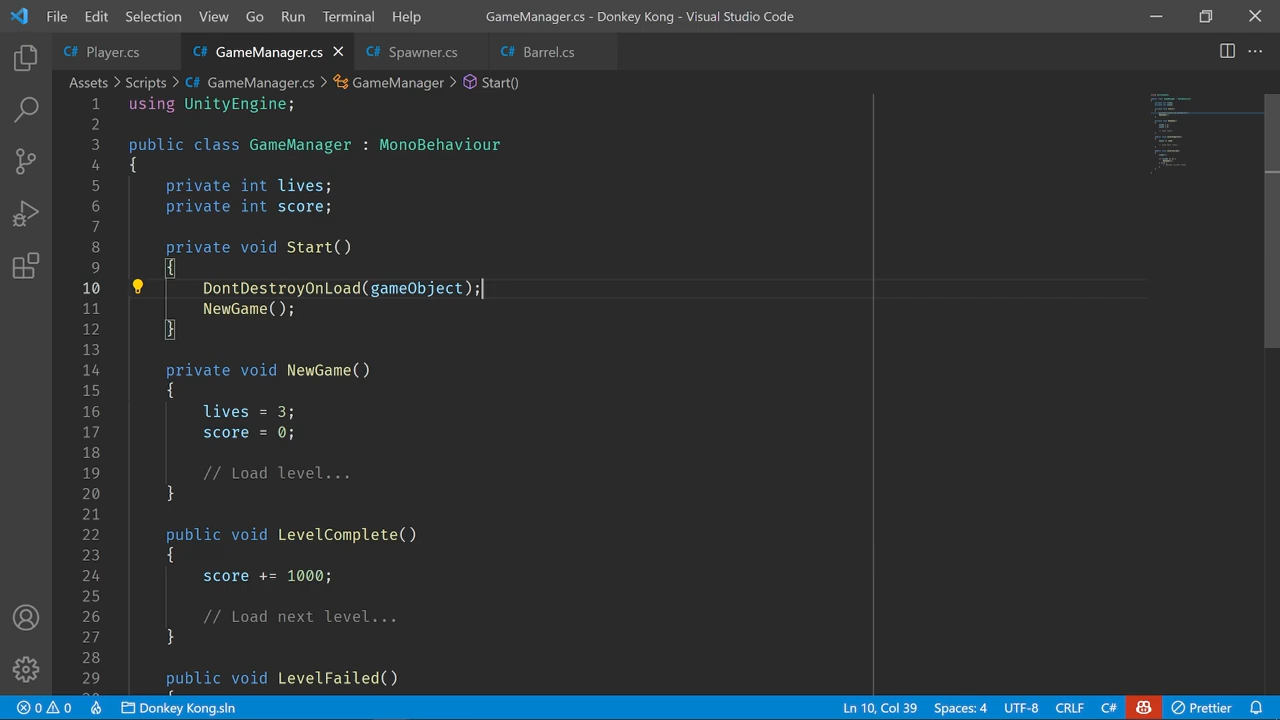 File Edit Selection View Go Run Terminal Help GameManager.cs - Donkey Kong - Visual Studio Code
C# Player.cs C# GameManager.cs C# Spawner.cs C# Barrel.cs
Assets > Scripts > C# GameManager.cs > GameManager > Start()
1 using UnityEngine;
2
3 public class GameManager : MonoBehaviour
4 {
5 private int lives;
6 private int score;
7
8 private void Start()
9 {
10 DontDestroyOnLoad(gameObject);
11 NewGame();
12 }
13
14 private void NewGame()
15 {
16 lives = 3;
17 score = 0;
18
19 // Load level...
20 }
21
22 public void LevelComplete()
23 {
24 score += 1000;
25
26 // Load next level...
27 }
28
29 public void LevelFailed()
{
0 0 Donkey Kong.sln Ln 10, Col 39 Spaces: 4 UTF-8 CRLF C# Prettier